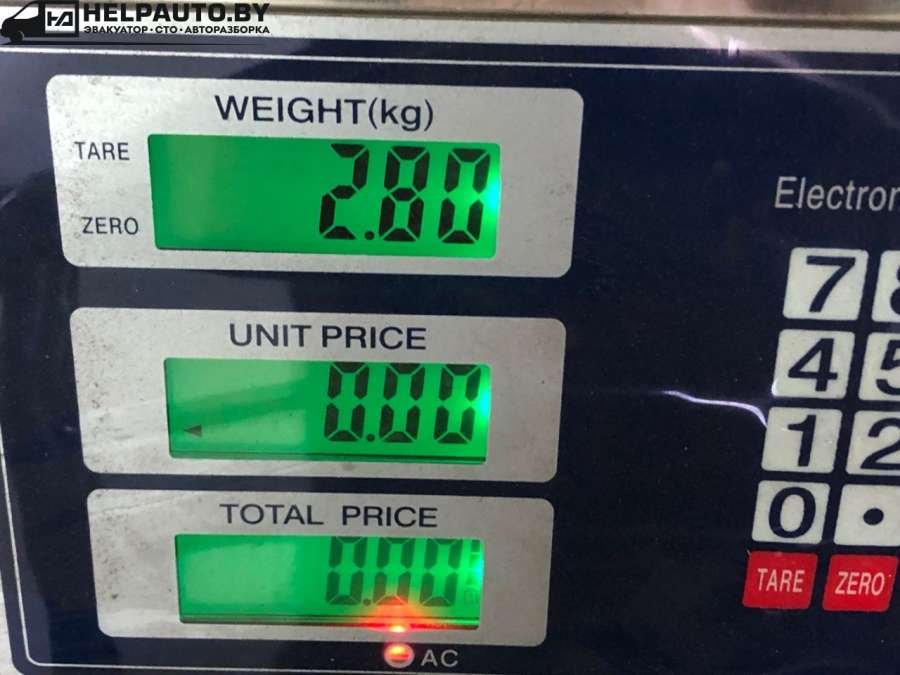 HELPAUTO.BY
ЭВАКУАТОР·СТО·АВТОРАЗБОРКА
WEIGHT(kg)
TARE
2.80
ZERO
UNIT PRICE
0.00
TOTAL PRICE
0.00
AC
Electron
7 8
4 5
1 2
0 .
TARE ZERO